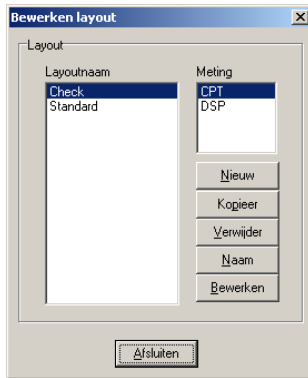 Bewerken layout
Layout
Layoutnaam
Check
Standard
Meting
CPT
DSP
Nieuw
Kopieer
Verwijder
Naam
Bewerken
Afsluiten